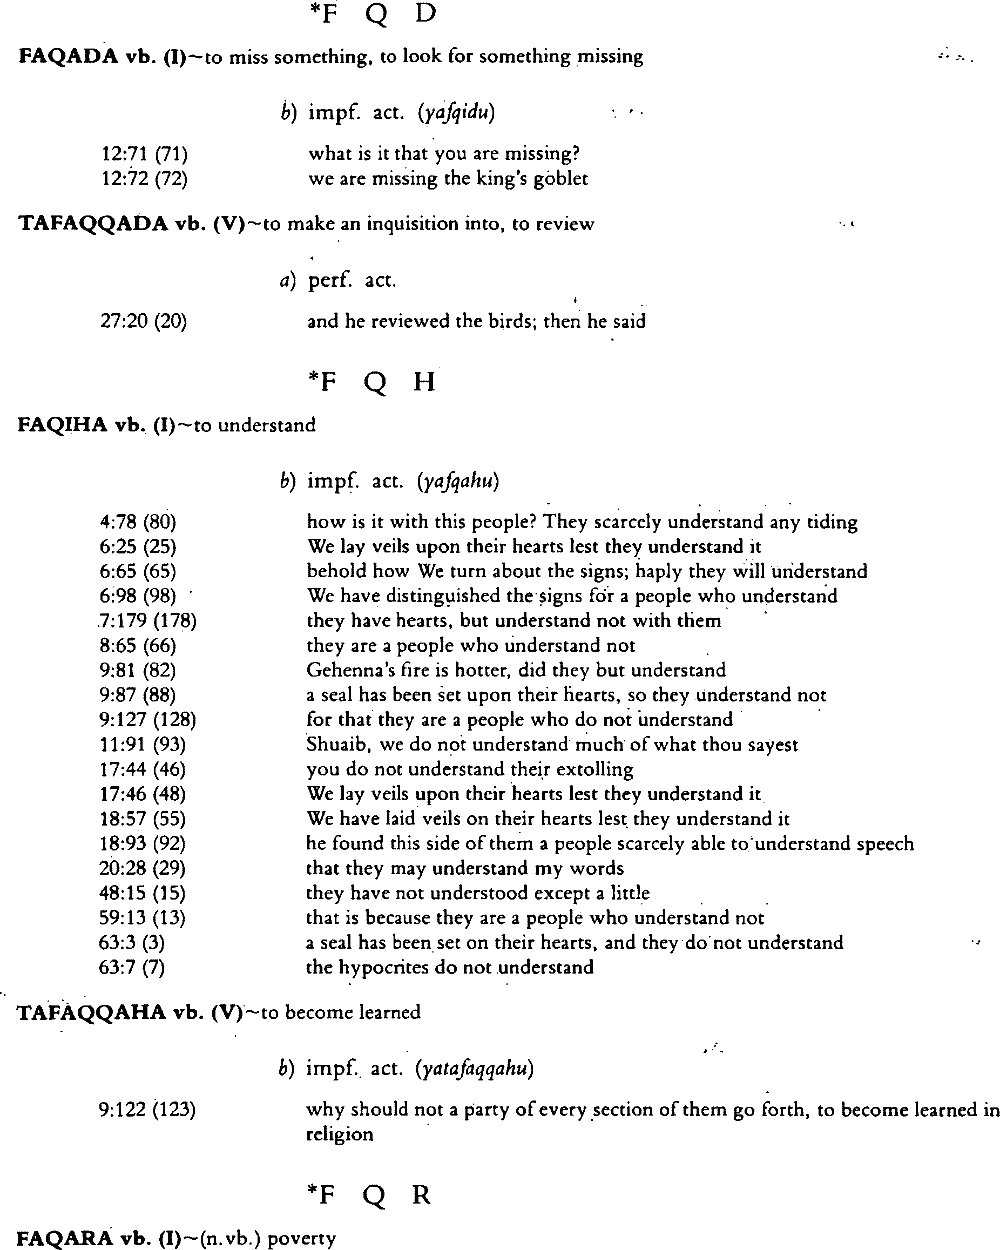 *F Q D
FAQADA vb. (I)~to miss something, to look for something missing
b) impf. act. (yafqidu)
12:71 (71) what is it that you are missing?
12:72 (72) we are missing the king's goblet
TAFAQQADA vb. (V)~to make an inquisition into, to review
a) perf. act.
27:20 (20) and he reviewed the birds; then he said
*F Q H
FAQIHA vb. (I)~to understand
b) impf. act. (yafqahu)
4:78 (80) how is it with this people? They scarcely understand any tiding
6:25 (25) We lay veils upon their hearts lest they understand it
6:65 (65) behold how We turn about the signs; haply they will understand
6:98 (98) We have distinguished the signs for a people who understand
7:179 (178) they have hearts, but understand not with them
8:65 (66) they are a people who understand not
9:81 (82) Gehenna's fire is hotter, did they but understand
9:87 (88) a seal has been set upon their hearts, so they understand not
9:127 (128) for that they are a people who do not understand
11:91 (93) Shuaib, we do not understand much of what thou sayest
17:44 (46) you do not understand their extolling
17:46 (48) We lay veils upon their hearts lest they understand it
18:57 (55) We have laid veils on their hearts lest they understand it
18:93 (92) he found this side of them a people scarcely able to understand speech
20:28 (29) that they may understand my words
48:15 (15) they have not understood except a little
59:13 (13) that is because they are a people who understand not
63:3 (3) a seal has been set on their hearts, and they do not understand
63:7 (7) the hypocrites do not understand
TAFAQQAHA vb. (V)~to become learned
b) impf. act. (yatafaqqahu)
9:122 (123) why should not a party of every section of them go forth, to become learned in
religion
*F Q R
FAQARA vb. (I)~(n.vb.) poverty